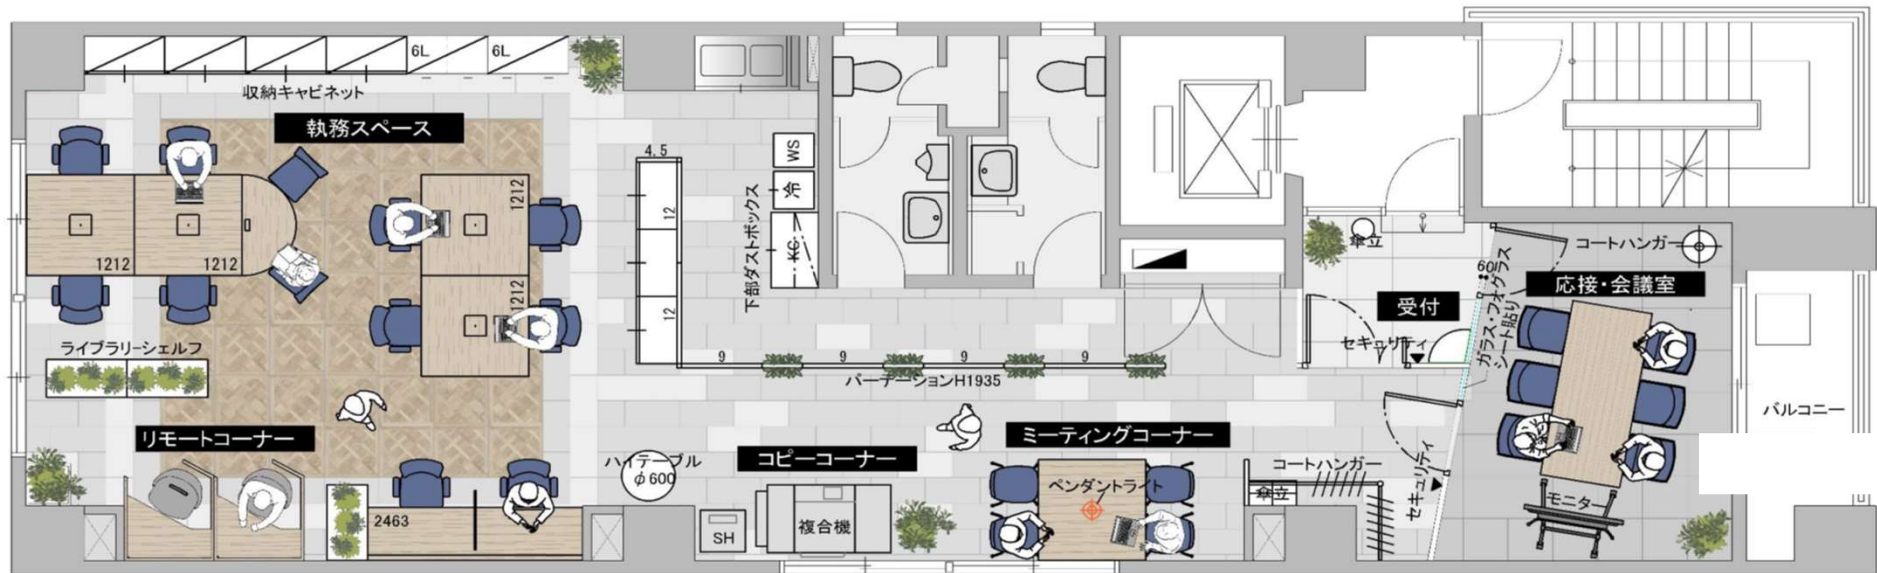 6L
6L
収納キャビネット
執務スペース
1212
1212
1212
1212
ライブラリーシェルフ
リモートコーナー
2463
4.5
12
12
WS
冷
KC
下部ダストボックス
9
9
9
9
パーテーションH1935
ハイテーブル
φ600
コピーコーナー
SH
複合機
ミーティングコーナー
ペンダントライト
コートハンガー
傘立
傘立
受付
セキュリティ
セキュリティ
60
ガラス・フォグラス
シート貼り
コートハンガー
応接・会議室
モニター
バルコニー